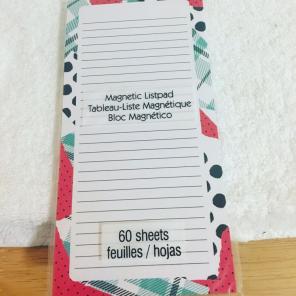 Magnetic Listpad
Tableau-Liste Magnétique
Bloc Magnético
60 sheets
feuilles / hojas